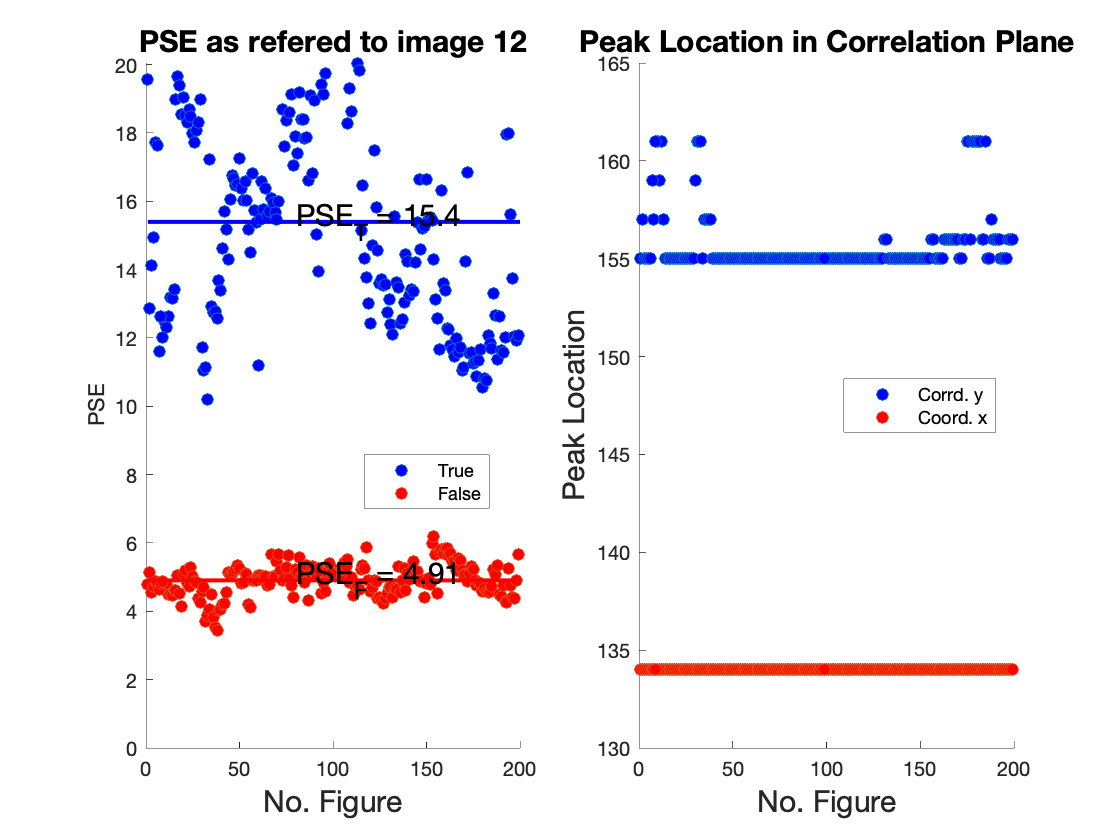 PSE as refered to image 12
20
18
16
14
12
10
8
6
4
2
0
PSE
PSE_T = 15.4
True
False
PSE_F = 4.91
0 50 100 150 200
No. Figure
Peak Location in Correlation Plane
165
160
155
150
145
140
135
130
Peak Location
Corrd. y
Coord. x
0 50 100 150 200
No. Figure